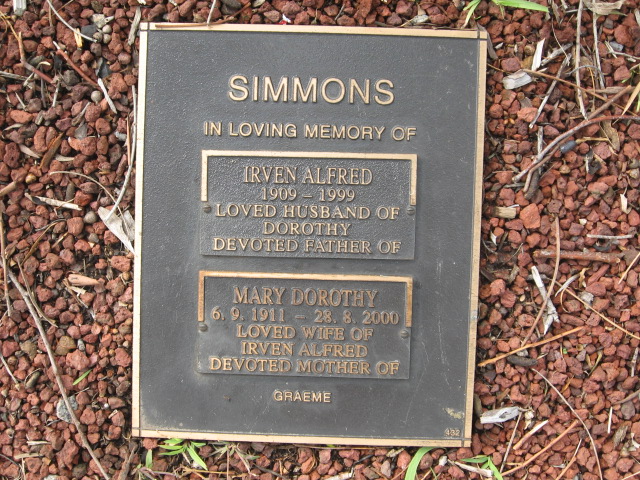 SIMMONS
IN LOVING MEMORY OF
IRVEN ALFRED
1909 – 1999
LOVED HUSBAND OF
DOROTHY
DEVOTED FATHER OF
MARY DOROTHY
6. 9. 1911 – 28. 8. 2000
LOVED WIFE OF
IRVEN ALFRED
DEVOTED MOTHER OF
GRAEME